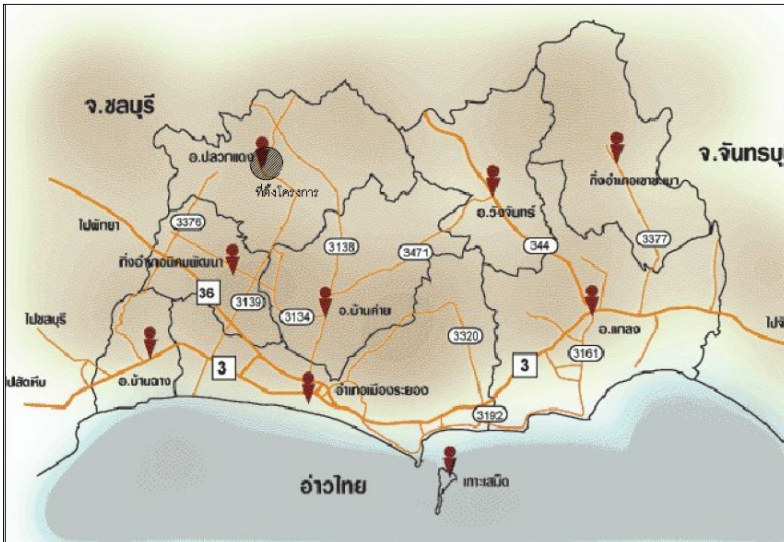 จ.ชลบุรี
อ.ปลวกแดง
ที่ตั้งโครงการ
กิ่งอำเภอเขาชะเมา
จ.จันทรบุ
อ.วังจันทร์
3376
ไปพัทยา
3138
3471
344
3377
กิ่งอำเภอนิคมพัฒนา
36
3139
3134
อ.บ้านค่าย
ไปชลบุรี
3320
อ.แกลง
ไปจั
3161
3
3
อ.บ้านฉาง
ไปสัตหีบ
อำเภอเมืองระยอง
3192
อ่าวไทย
เกาะเสม็ด